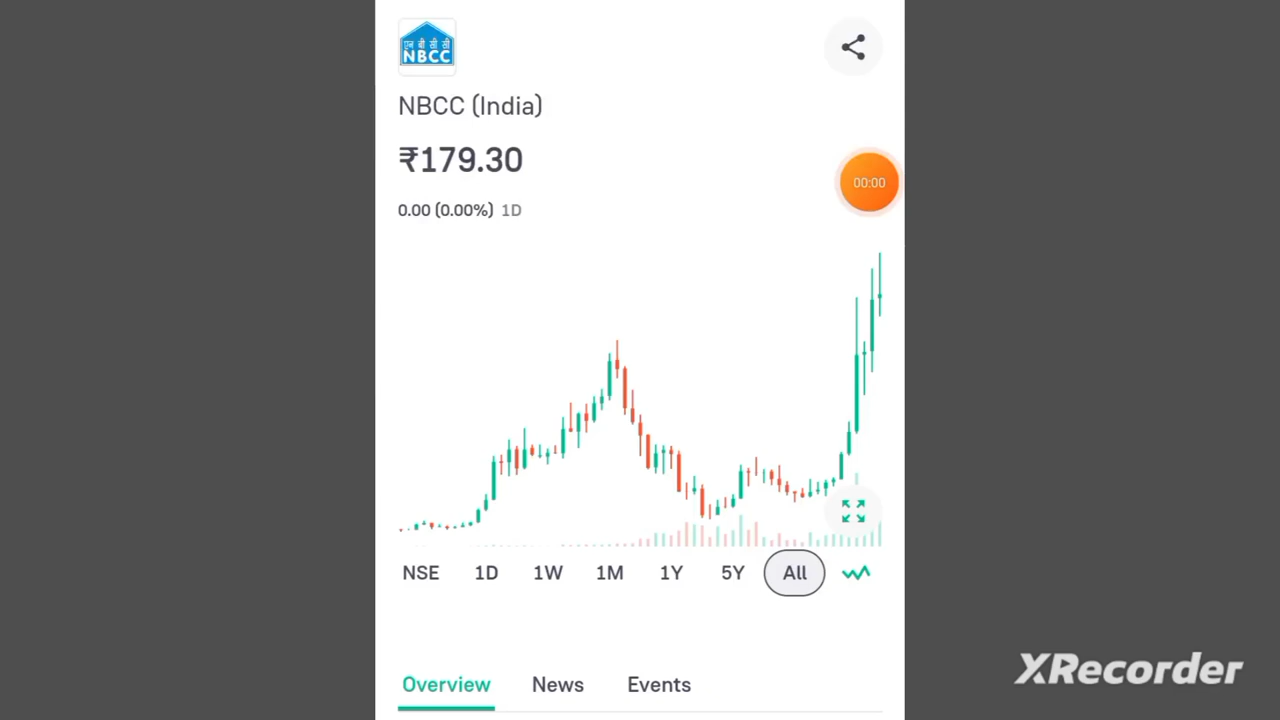 एन बी सी सी
NBCC
NBCC (India)
₹179.30
00:00
0.00 (0.00%) 1D
NSE 1D 1W 1M 1Y 5Y All
XRecorder
Overview News Events